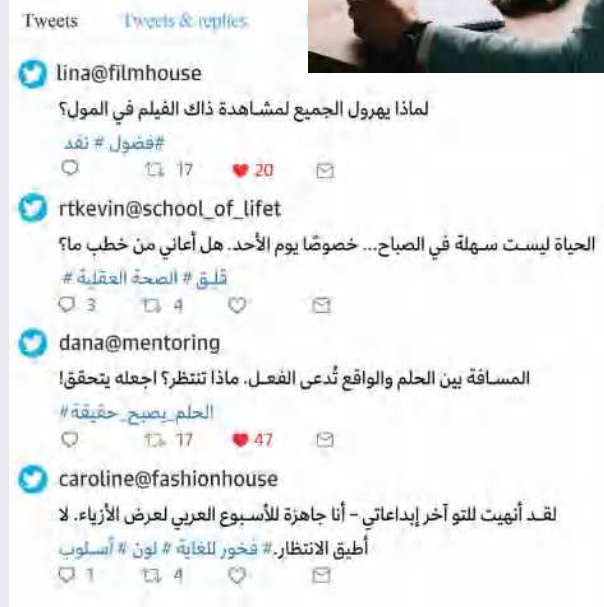 Tweets Tweets & replies
lina@filmhouse
لماذا يهرول الجميع لمشاهدة ذاك الفيلم في المول؟
#فضول # نقد
17 20
rtkevin@school_of_lifet
الحياة ليست سهلة في الصباح... خصوصًا يوم الأحد. هل أعاني من خطب ما؟
قلق # الصحة العقلية #
3 4
dana@mentoring
المسافة بين الحلم والواقع تُدعى الفعل. ماذا تنتظر؟ اجعله يتحقق!
الحلم_يصبح_حقيقة#
17 47
caroline@fashionhouse
لقد أنهيت للتو آخر إبداعاتي – أنا جاهزة للأسبوع العربي لعرض الأزياء. لا
أطيق الانتظار.# فخور للغاية # لون # أسلوب
1 4